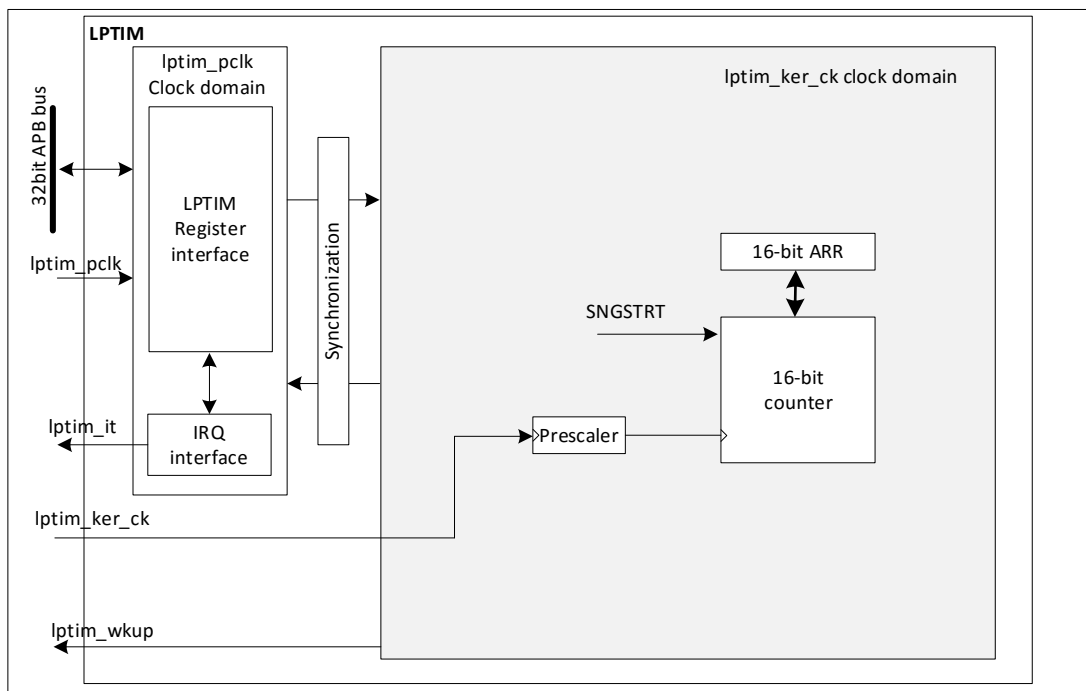 LPTIM
lptim_pclk
Clock domain
lptim_ker_ck clock domain
32bit APB bus
LPTIM
Register
interface
Synchronization
16-bit ARR
lptim_pclk
SNGSTRT
16-bit
counter
lptim_it
IRQ
interface
Prescaler
lptim_ker_ck
lptim_wkup